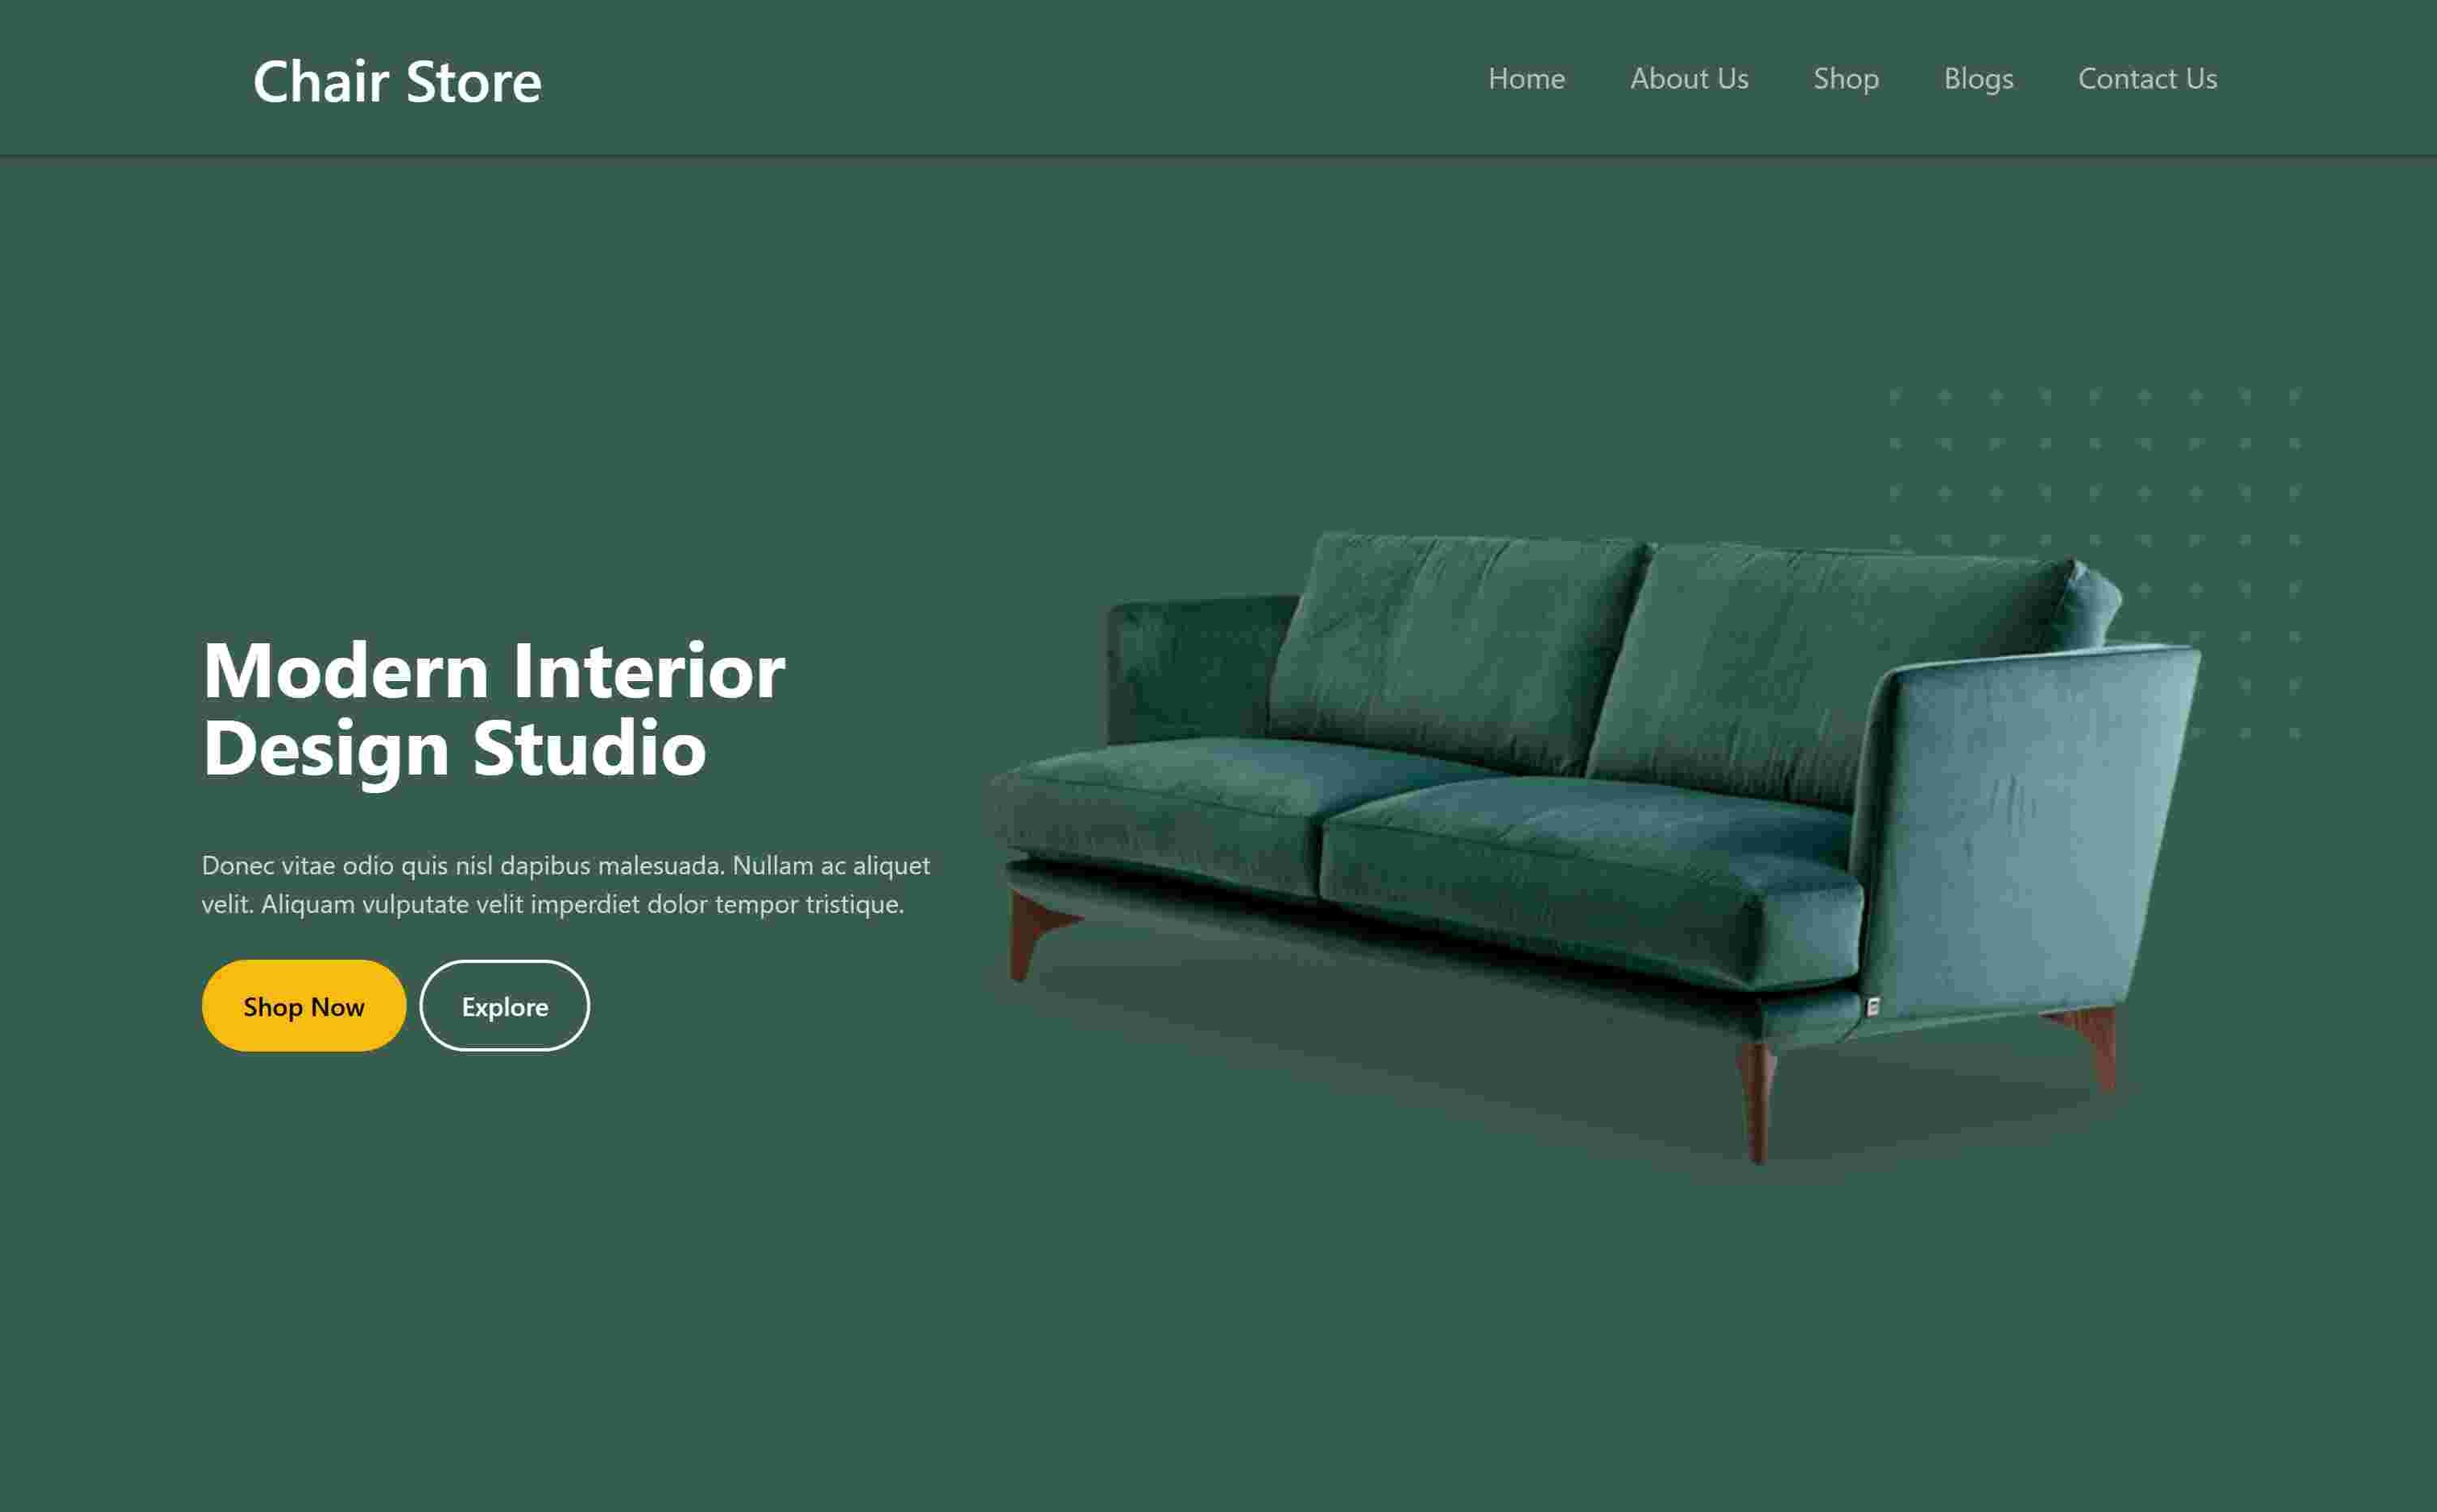 Chair Store
Home About Us Shop Blogs Contact Us
Modern Interior
Design Studio
Donec vitae odio quis nisl dapibus malesuada. Nullam ac aliquet
velit. Aliquam vulputate velit imperdiet dolor tempor tristique.
Shop Now Explore